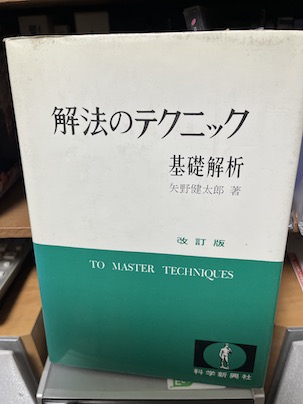 解法のテクニック
基礎解析
矢野健太郎 著
改訂版
TO MASTER TECHNIQUES
科学新興社